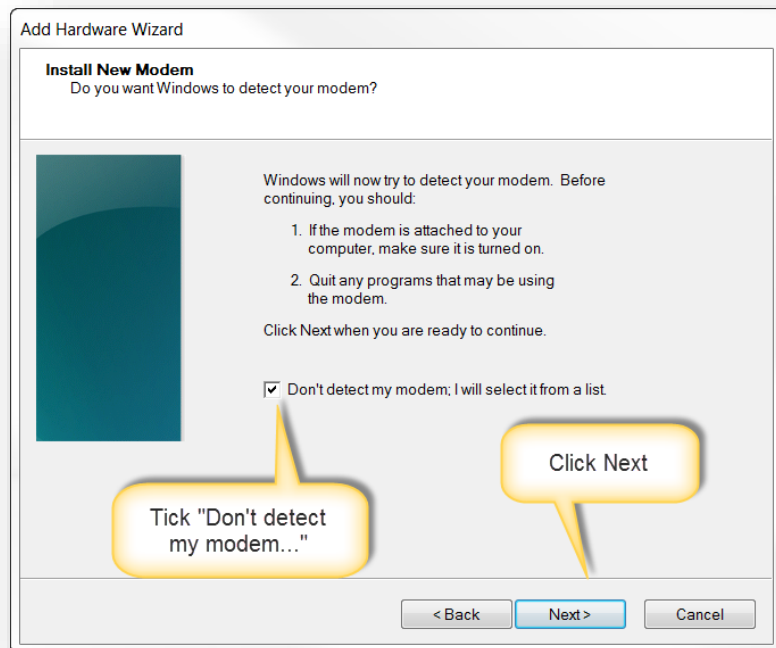 Add Hardware Wizard
Install New Modem
Do you want Windows to detect your modem?
Windows will now try to detect your modem. Before
continuing, you should:
1. If the modem is attached to your
computer, make sure it is turned on.
2. Quit any programs that may be using
the modem.
Click Next when you are ready to continue.
Don't detect my modem; I will select it from a list.
Click Next
Tick "Don't detect
my modem..."
< Back
Next >
Cancel